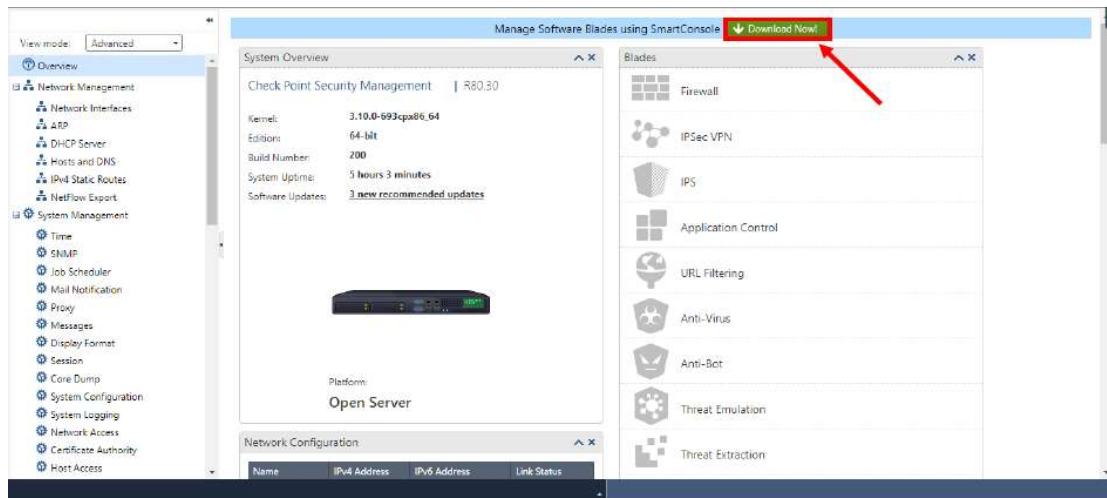 Manage Software Blades using SmartConsole Download Now!
View mode: Advanced
Overview
Network Management
Network Interfaces
ARP
DHCP Server
Hosts and DNS
IPv4 Static Routes
NetFlow Export
System Management
Time
SNMP
Job Scheduler
Mail Notification
Proxy
Messages
Display Format
Session
Core Dump
System Configuration
System Logging
Network Access
Certificate Authority
Host Access
System Overview
Check Point Security Management | R80.30
Kernel: 3.10.0-693cpx86_64
Edition: 64-bit
Build Number: 200
System Uptime: 5 hours 3 minutes
Software Updates: 3 new recommended updates
Platform:
Open Server
Network Configuration
Name IPv4 Address IPv6 Address Link Status
Blades
Firewall
IPSec VPN
IPS
Application Control
URL Filtering
Anti-Virus
Anti-Bot
Threat Emulation
Threat Extraction